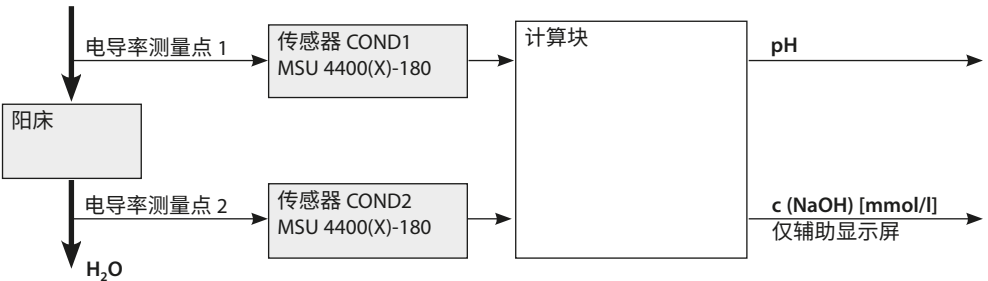 电导率测量点 1
传感器 COND1
MSU 4400(X)-180
计算块
pH
阳床
电导率测量点 2
传感器 COND2
MSU 4400(X)-180
c (NaOH) [mmol/l]
仅辅助显示屏
H₂O